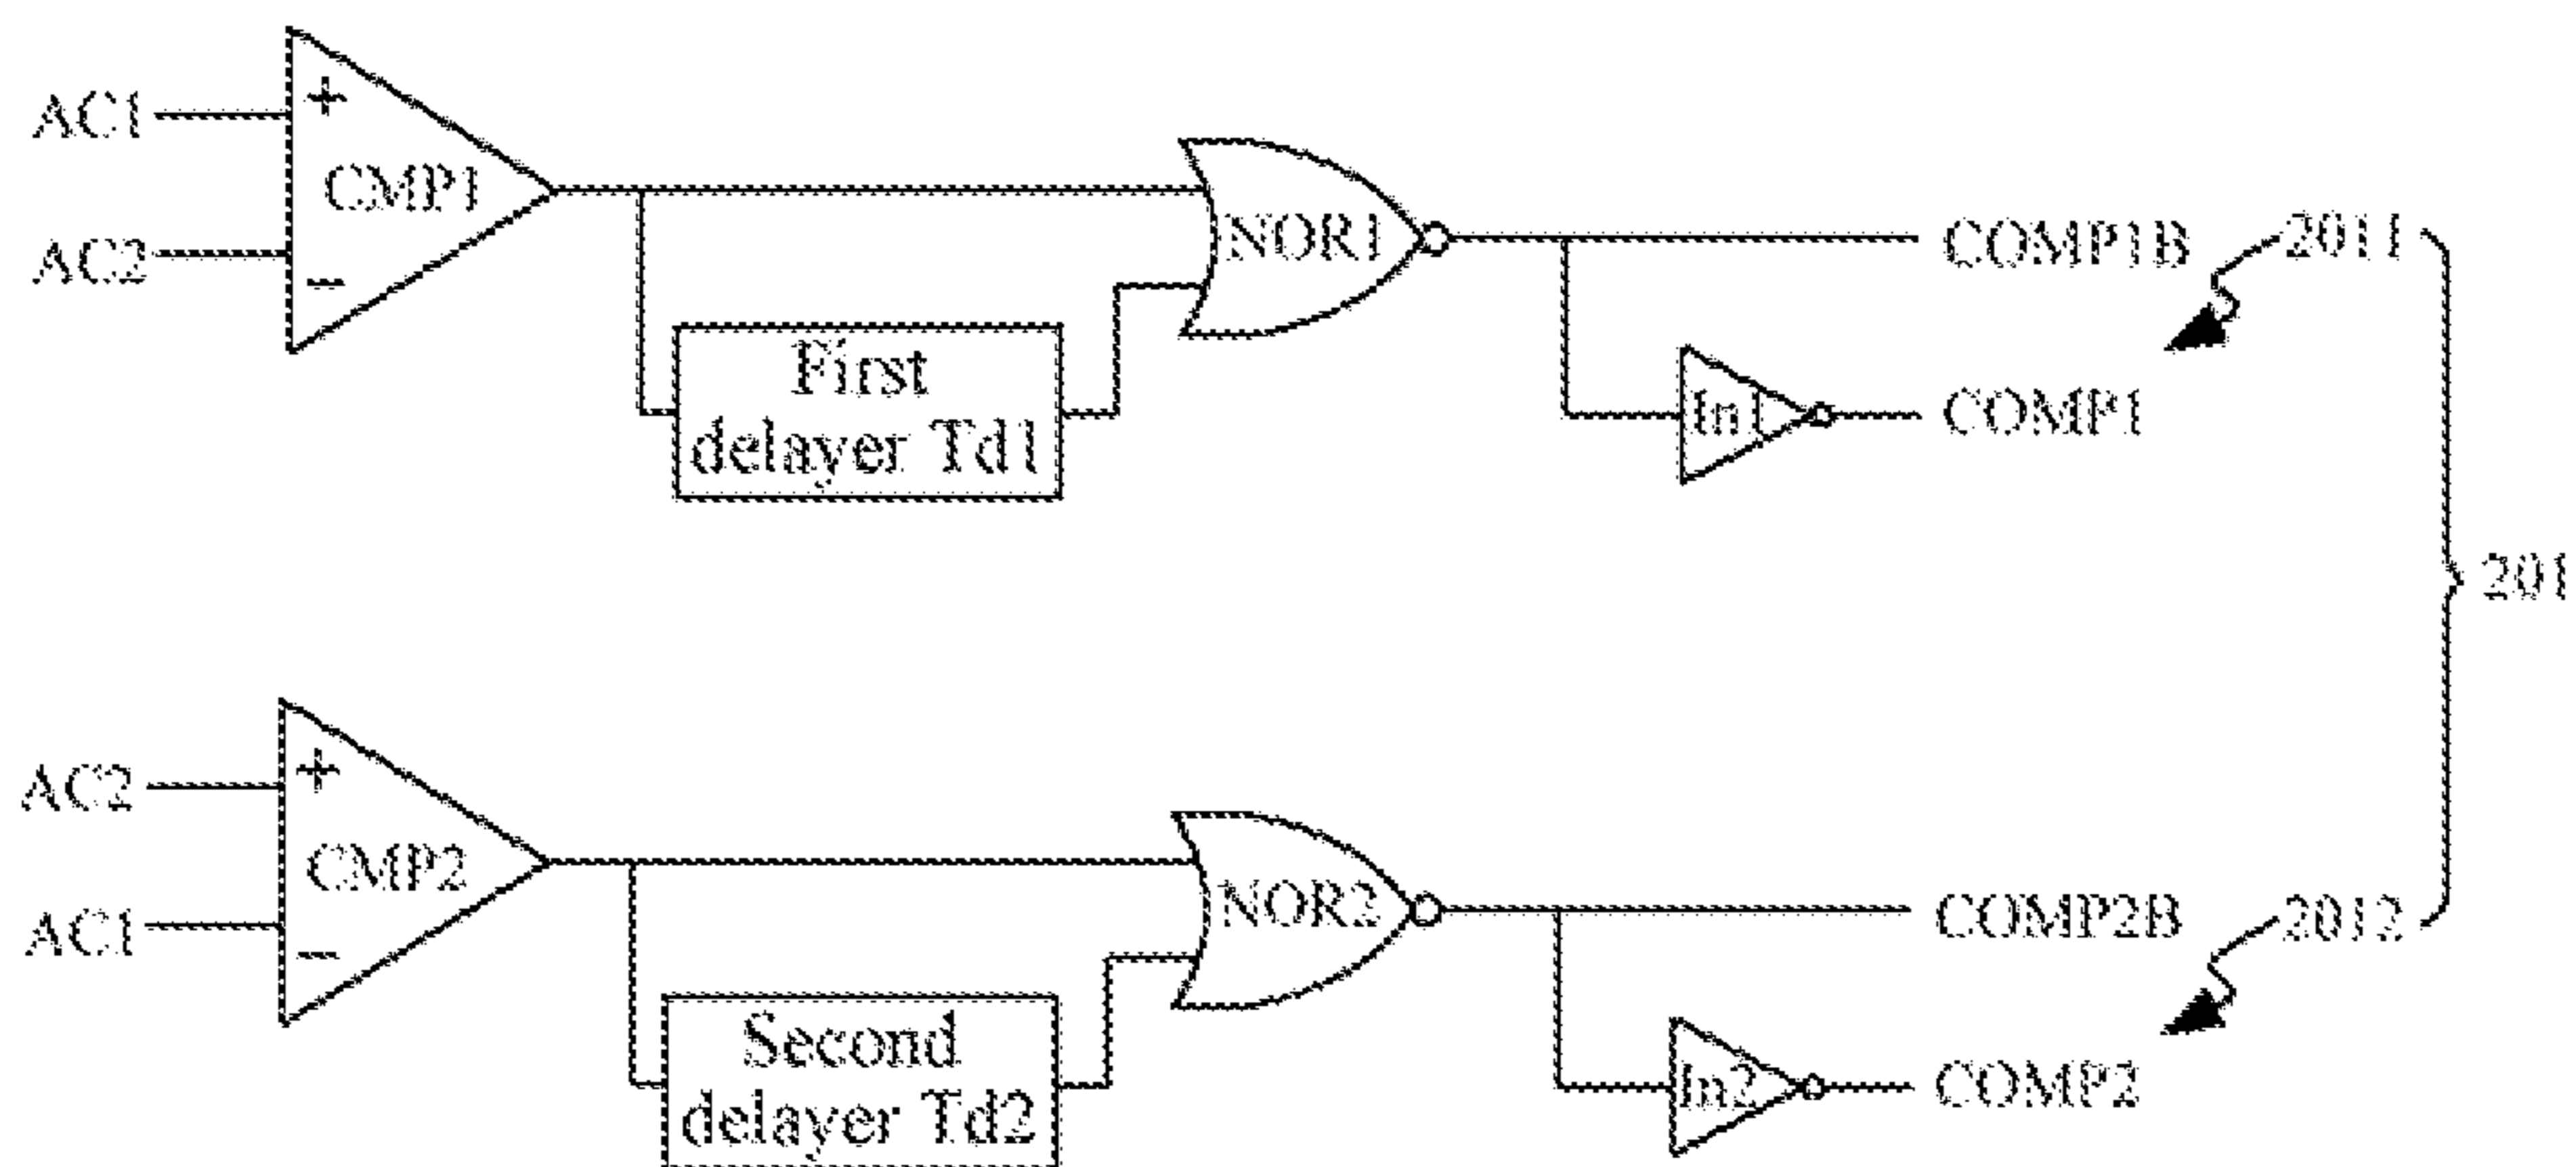 AC1
+
CMP1
AC2
−
NOR1
COMP1B
2011
First
delayer Td1
In1
COMP1
201
AC2
+
CMP2
AC1
−
NOR2
COMP2B
2012
Second
delayer Td2
In2
COMP2